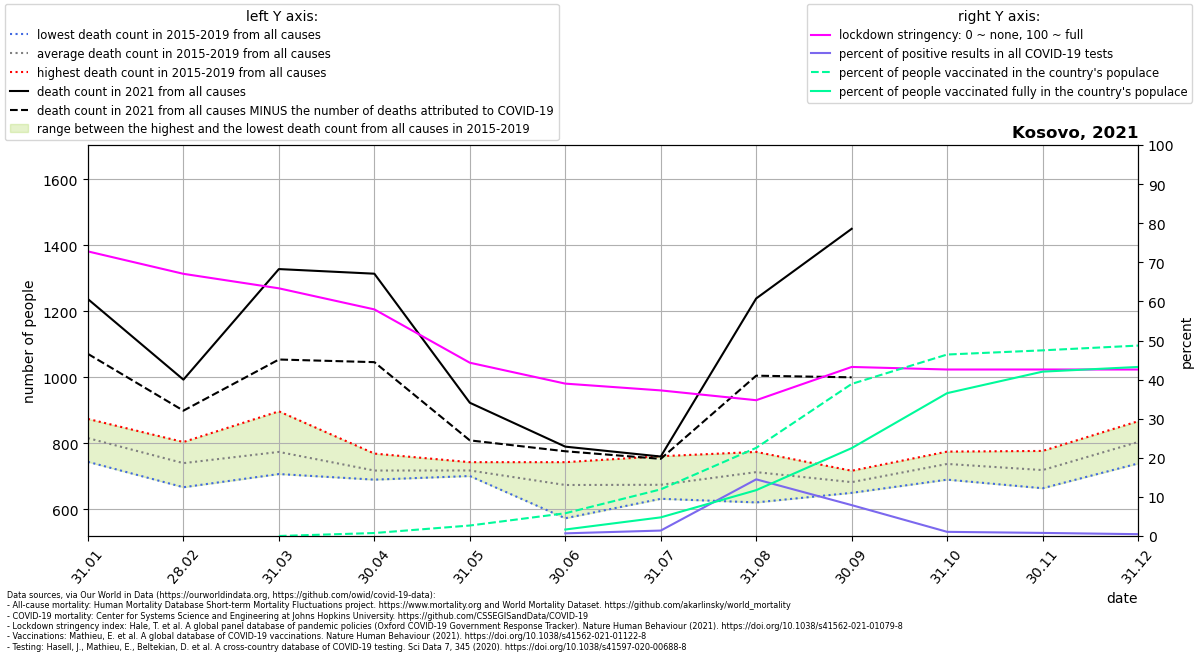 left Y axis:
lowest death count in 2015-2019 from all causes
average death count in 2015-2019 from all causes
highest death count in 2015-2019 from all causes
death count in 2021 from all causes
death count in 2021 from all causes MINUS the number of deaths attributed to COVID-19
range between the highest and the lowest death count from all causes in 2015-2019
right Y axis:
lockdown stringency: 0 ~ none, 100 ~ full
percent of positive results in all COVID-19 tests
percent of people vaccinated in the country's populace
percent of people vaccinated fully in the country's populace
Kosovo, 2021
number of people
1600
1400
1200
1000
800
600
100
90
80
70
60
50
40
30
20
10
0
percent
31.01
28.02
31.03
30.04
31.05
30.06
31.07
31.08
30.09
31.10
30.11
31.12
date
Data sources, via Our World in Data (https://ourworldindata.org, https://github.com/owid/covid-19-data):
- All-cause mortality: Human Mortality Database Short-term Mortality Fluctuations project. https://www.mortality.org and World Mortality Dataset. https://github.com/akarlinsky/world_mortality
- COVID-19 mortality: Center for Systems Science and Engineering at Johns Hopkins University. https://github.com/CSSEGISandData/COVID-19
- Lockdown stringency index: Hale, T. et al. A global panel database of pandemic policies (Oxford COVID-19 Government Response Tracker). Nature Human Behaviour (2021). https://doi.org/10.1038/s41562-021-01079-8
- Vaccinations: Mathieu, E. et al. A global database of COVID-19 vaccinations. Nature Human Behaviour (2021). https://doi.org/10.1038/s41562-021-01122-8
- Testing: Hasell, J., Mathieu, E., Beltekian, D. et al. A cross-country database of COVID-19 testing. Sci Data 7, 345 (2020). https://doi.org/10.1038/s41597-020-00688-8